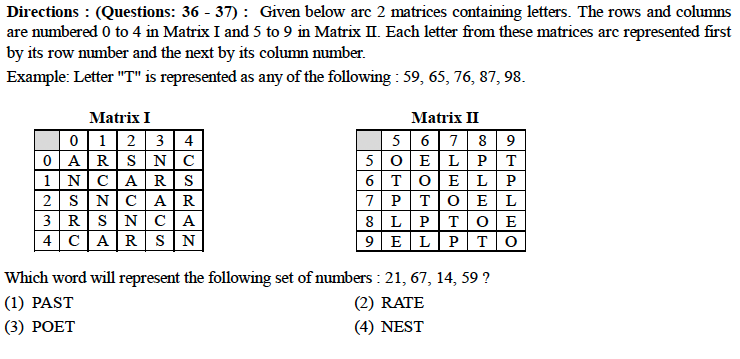 Directions : (Questions: 36 - 37) : Given below arc 2 matrices containing letters. The rows and columns
are numbered 0 to 4 in Matrix I and 5 to 9 in Matrix II. Each letter from these matrices arc represented first
by its row number and the next by its column number.
Example: Letter "T" is represented as any of the following : 59, 65, 76, 87, 98.
Matrix I
0 1 2 3 4
0 A R S N C
1 N C A R S
2 S N C A R
3 R S N C A
4 C A R S N
Matrix II
5 6 7 8 9
5 O E L P T
6 T O E L P
7 P T O E L
8 L P T O E
9 E L P T O
Which word will represent the following set of numbers : 21, 67, 14, 59 ?
(1) PAST
(2) RATE
(3) POET
(4) NEST